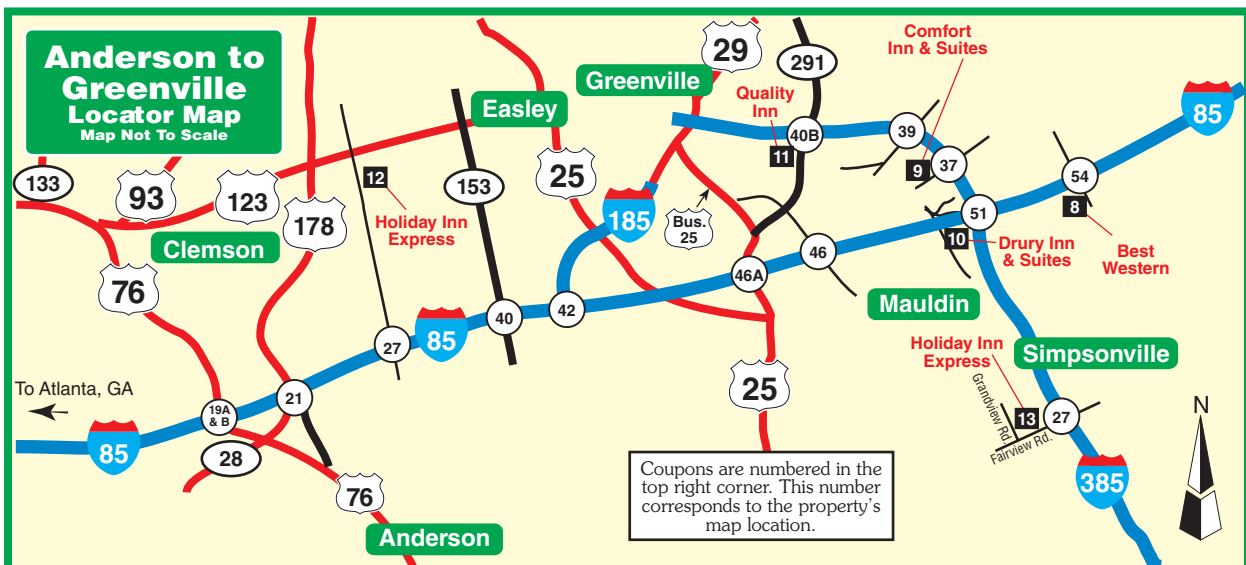 Anderson to
Greenville
Locator Map
Map Not To Scale
29
291
Comfort
Inn & Suites
Greenville
Quality
Inn
Easley
85
40B
39
11
9
37
133
93
123
178
12
153
25
Holiday Inn
Express
185
Bus.
25
54
8
51
10
Drury Inn
& Suites
Best
Western
Clemson
76
46
46A
Mauldin
40
42
27
85
Holiday Inn
Express
Simpsonville
To Atlanta, GA
19A
& B
21
25
Grandview Rd.
13
27
Fairview Rd.
N
85
28
76
385
Anderson
Coupons are numbered in the
top right corner. This number
corresponds to the property's
map location.